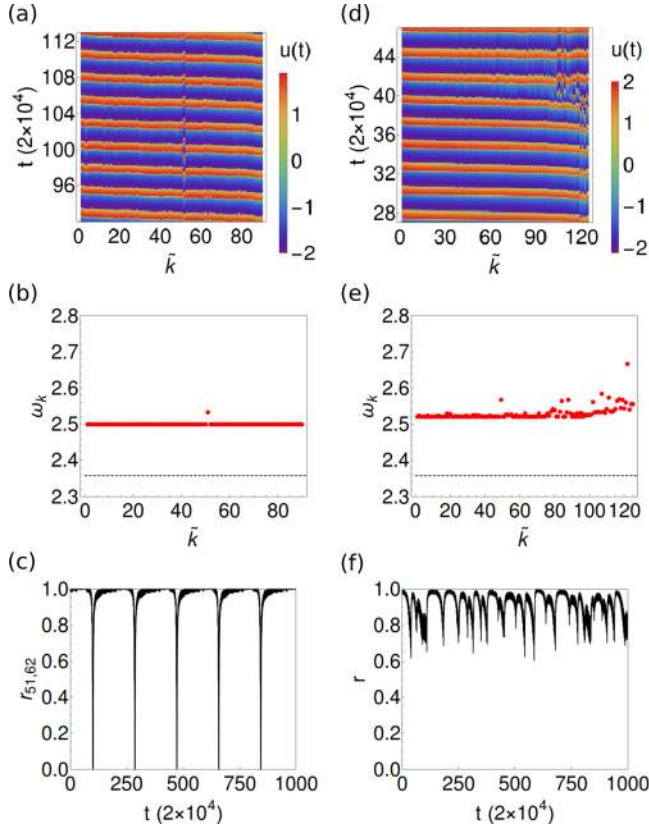 (a)
u(t)
112
108
104
100
96
t (2×10⁴)
1
0
−1
−2
0 20 40 60 80
k̃
(d)
u(t)
44
40
36
32
28
t (2×10⁴)
2
1
0
−1
−2
0 30 60 90 120
k̃
(b)
2.8
2.7
2.6
2.5
2.4
2.3
ωₖ
0 20 40 60 80
k̃
(e)
2.8
2.7
2.6
2.5
2.4
2.3
ωₖ
0 20 40 60 80 100 120
k̃
(c)
1.0
0.8
0.6
0.4
0.2
0.0
r₅₁,₆₂
0 250 500 750 1000
t (2×10⁴)
(f)
1.0
0.8
0.6
0.4
0.2
0.0
r
0 250 500 750 1000
t (2×10⁴)